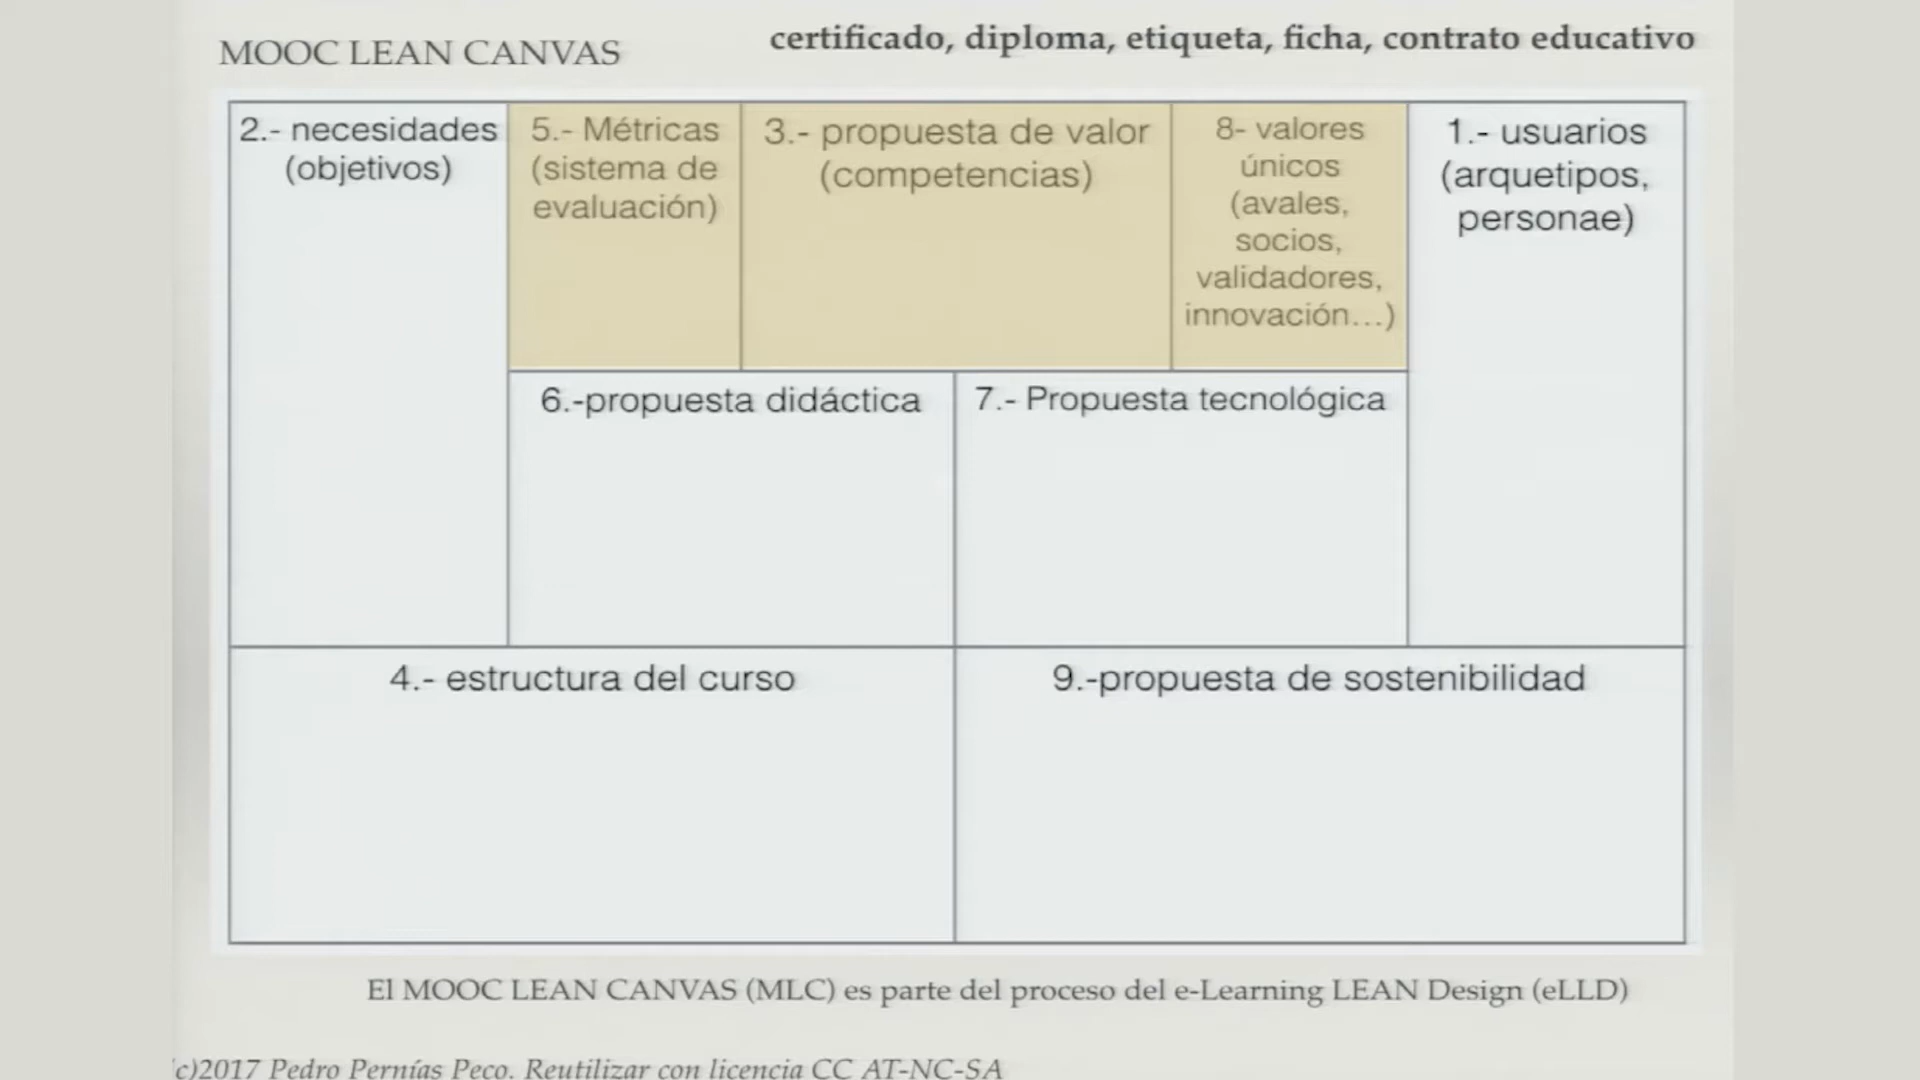 MOOC LEAN CANVAS
certificado, diploma, etiqueta, ficha, contrato educativo
2.- necesidades
(objetivos)
5.- Métricas
(sistema de
evaluación)
3.- propuesta de valor
(competencias)
8- valores
únicos
(avales,
socios,
validadores,
innovación...)
1.- usuarios
(arquetipos,
personae)
6.-propuesta didáctica
7.- Propuesta tecnológica
4.- estructura del curso
9.-propuesta de sostenibilidad
El MOOC LEAN CANVAS (MLC) es parte del proceso del e-Learning LEAN Design (eLLD)
(c)2017 Pedro Pernías Peco. Reutilizar con licencia CC AT-NC-SA